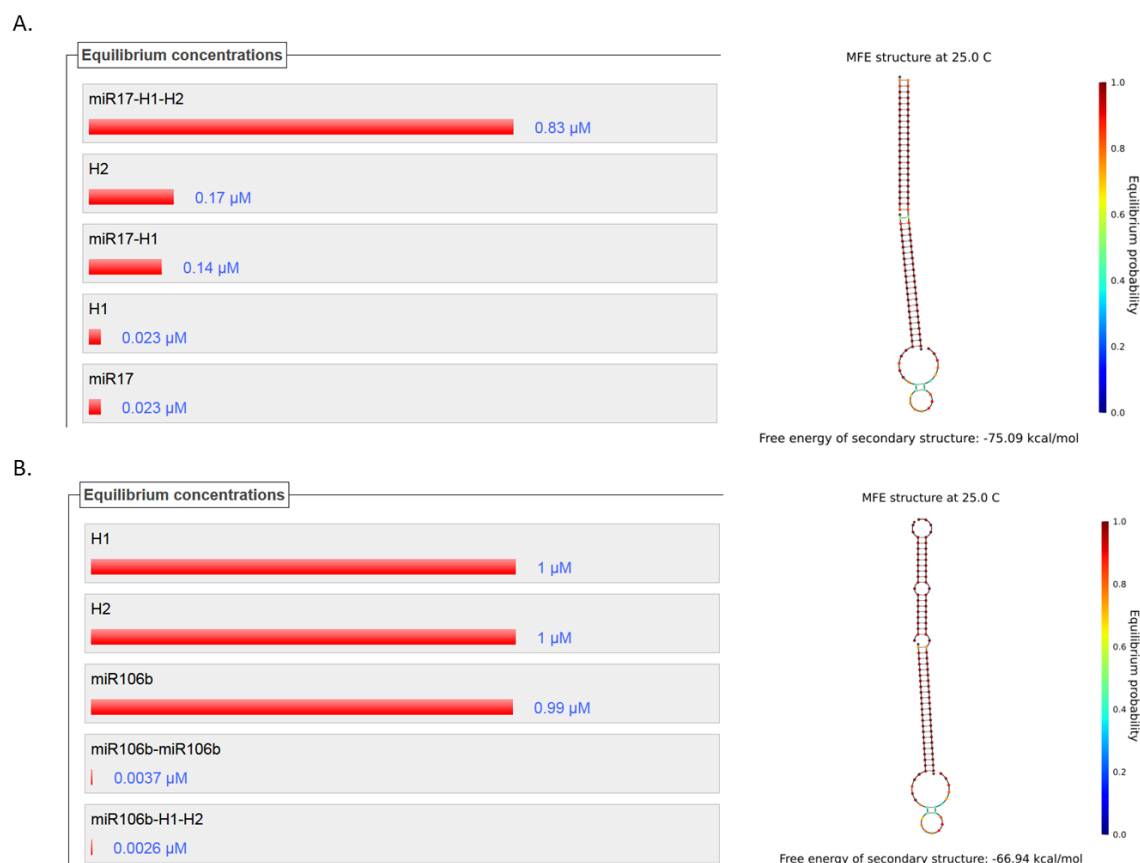 A.
Equilibrium concentrations
miR17-H1-H2
0.83 µM
H2
0.17 µM
miR17-H1
0.14 µM
H1
0.023 µM
miR17
0.023 µM
MFE structure at 25.0 C
1.0
0.8
0.6
0.4
0.2
0.0
Equilibrium probability
Free energy of secondary structure: -75.09 kcal/mol
B.
Equilibrium concentrations
H1
1 µM
H2
1 µM
miR106b
0.99 µM
miR106b-miR106b
0.0037 µM
miR106b-H1-H2
0.0026 µM
MFE structure at 25.0 C
1.0
0.8
0.6
0.4
0.2
0.0
Equilibrium probability
Free energy of secondary structure: -66.94 kcal/mol